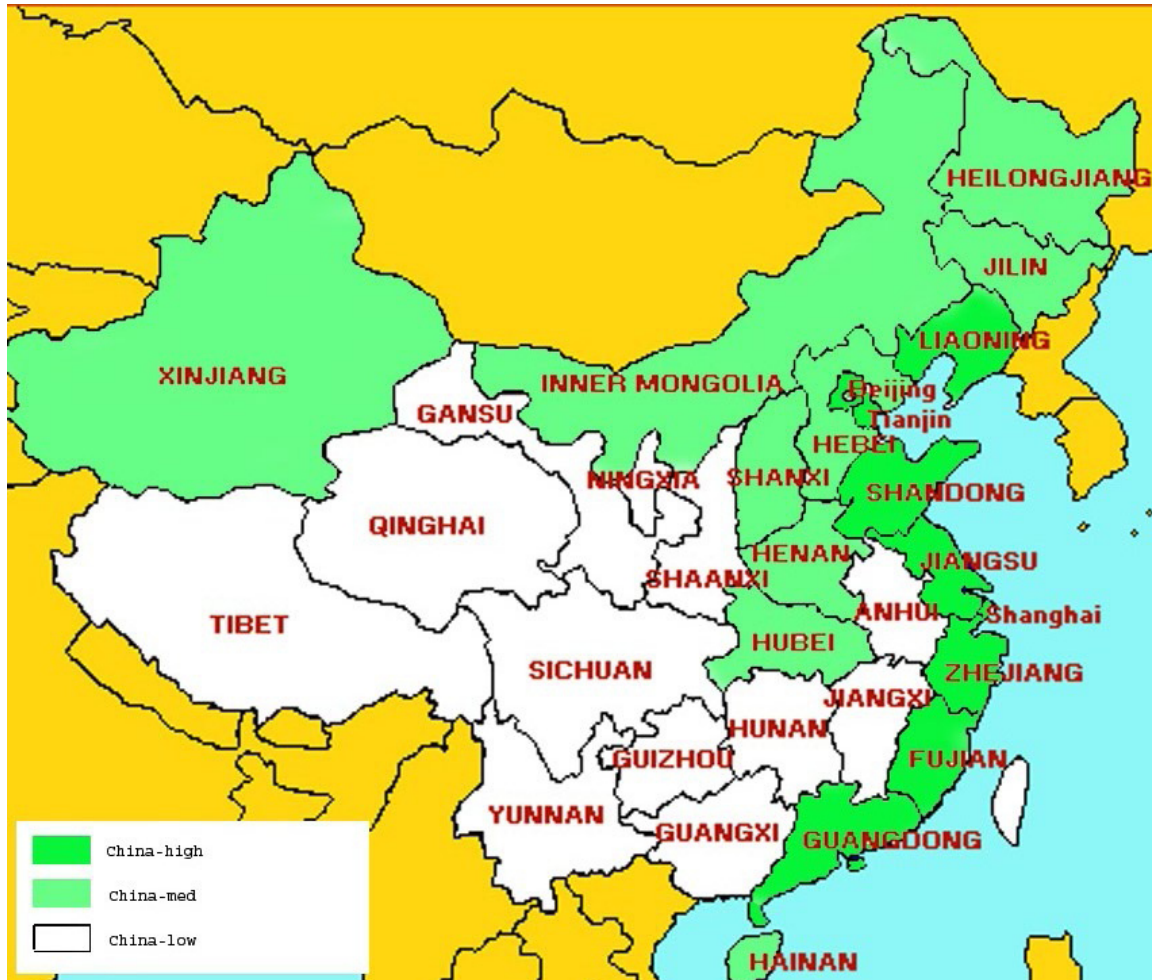 HEILONGJIANG
JILIN
LIAONING
XINJIANG
INNER MONGOLIA
Beijing
GANSU
Tianjin
HEBEI
NINGXIA
SHANXI
SHANDONG
QINGHAI
HENAN
JIANGSU
SHAANXI
ANHUI
Shanghai
TIBET
HUBEI
SICHUAN
ZHEJIANG
JIANGXI
HUNAN
GUIZHOU
FUJIAN
YUNNAN
GUANGXI
GUANGDONG
China-high
China-med
China-low
HAINAN